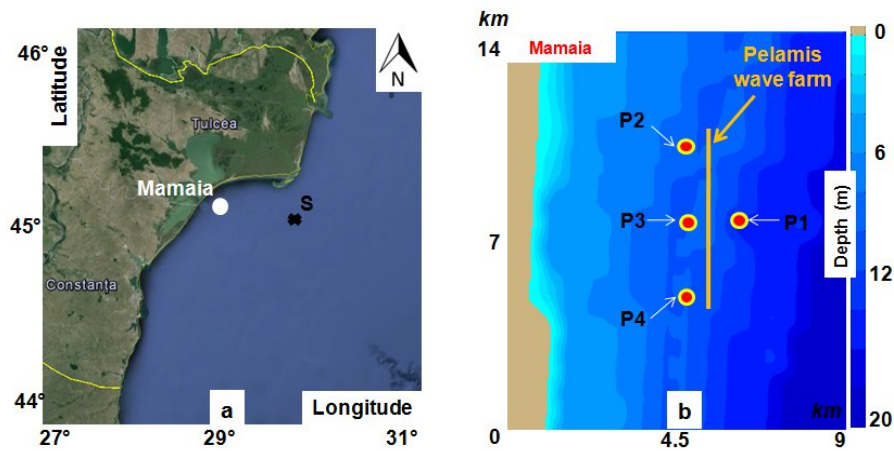 46°
Latitude
N
Tulcea
Mamaia
S
45°
Constanța
44°
a
Longitude
27°
29°
31°
km
14
Mamaia
Pelamis
wave farm
P2
P3
P1
P4
7
0
4.5
9
km
b
Depth (m)
0
6
12
20